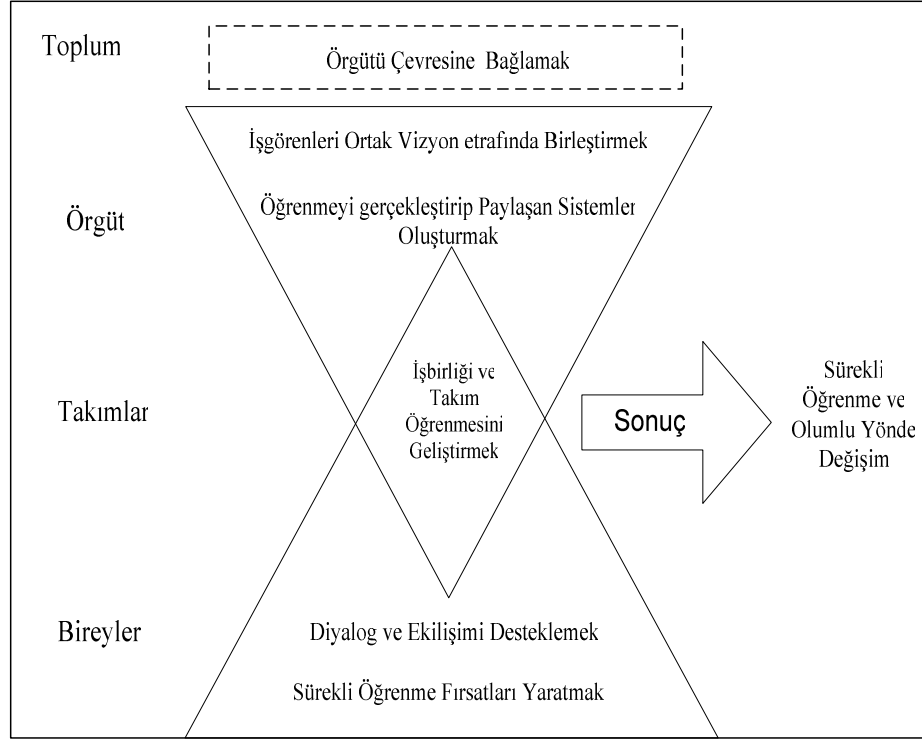 Toplum
Örgütü Çevresine Bağlamak
İşgörenleri Ortak Vizyon etrafında Birleştirmek
Örgüt
Öğrenmeyi gerçekleştirip Paylaşan Sistemler
Oluşturmak
Takımlar
İşbirliği ve
Takım
Öğrenmesini
Geliştirmek
Sonuç
Sürekli
Öğrenme ve
Olumlu Yönde
Değişim
Bireyler
Diyalog ve Ekilişimi Desteklemek
Sürekli Öğrenme Fırsatları Yaratmak